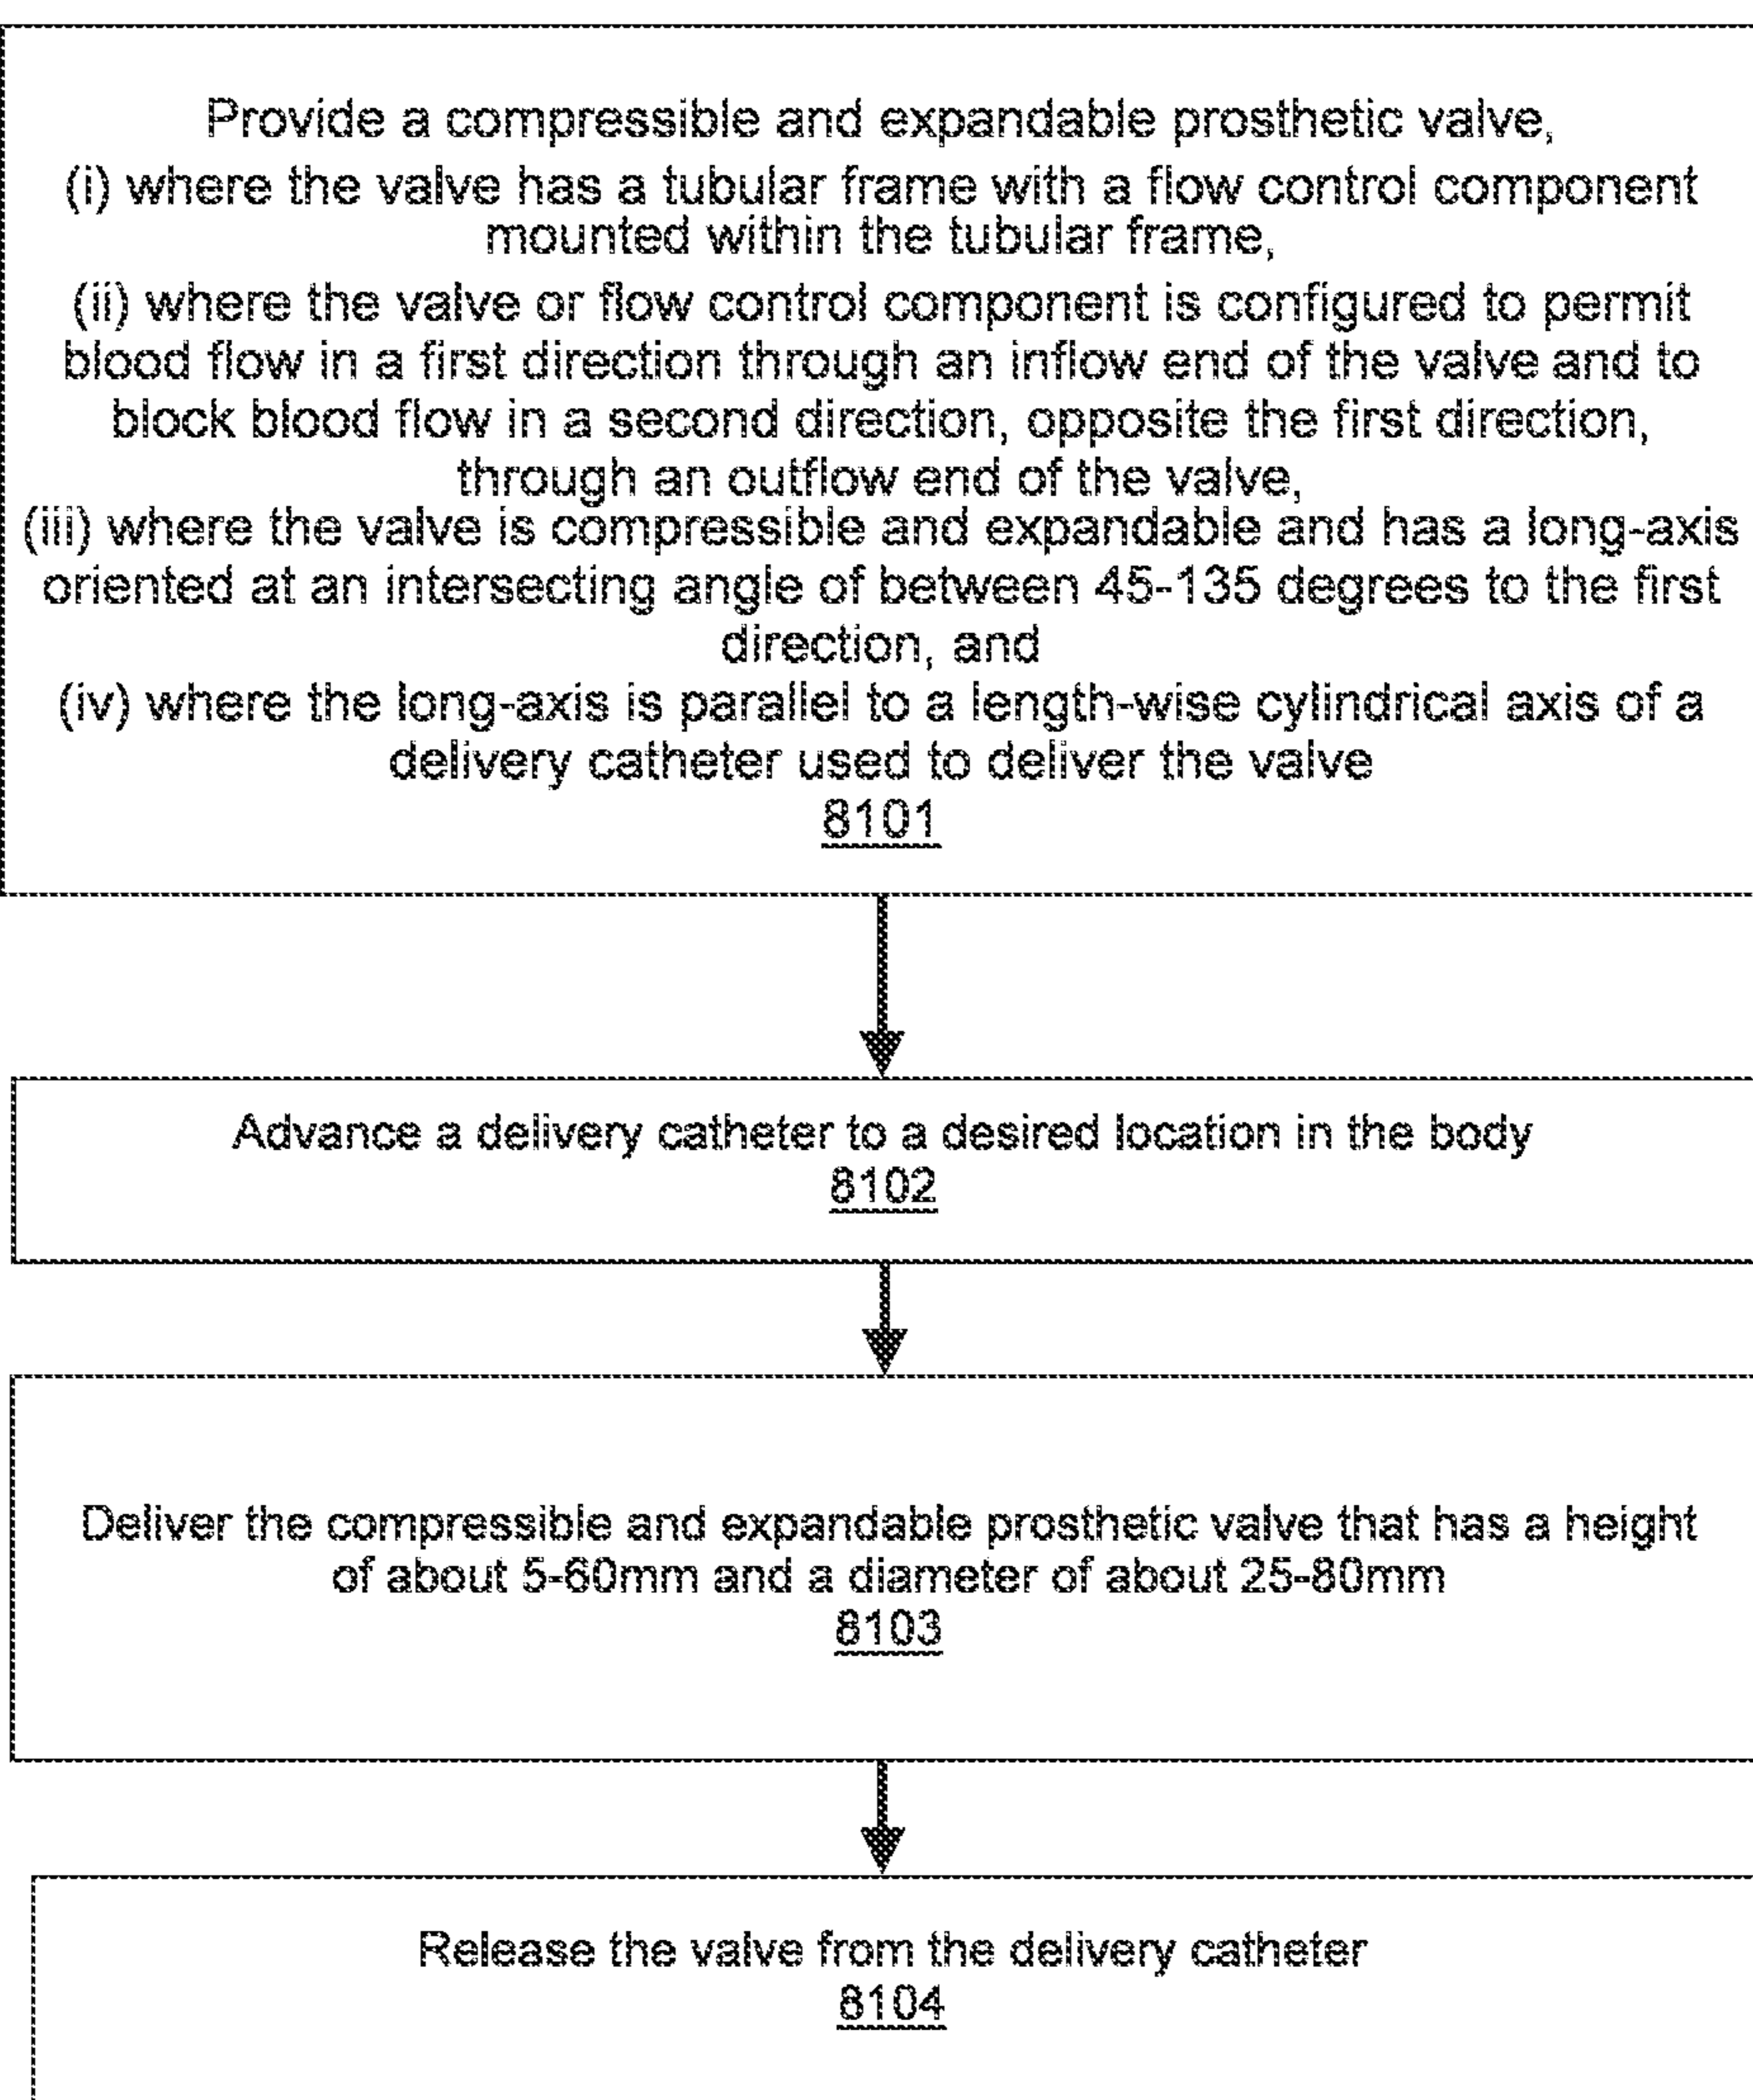 Provide a compressible and expandable prosthetic valve,
(i) where the valve has a tubular frame with a flow control component
mounted within the tubular frame,
(ii) where the valve or flow control component is configured to permit
blood flow in a first direction through an inflow end of the valve and to
block blood flow in a second direction, opposite the first direction,
through an outflow end of the valve,
(iii) where the valve is compressible and expandable and has a long-axis
oriented at an intersecting angle of between 45-135 degrees to the first
direction, and
(iv) where the long-axis is parallel to a length-wise cylindrical axis of a
delivery catheter used to deliver the valve
8101
Advance a delivery catheter to a desired location in the body
8102
Deliver the compressible and expandable prosthetic valve that has a height
of about 5-60mm and a diameter of about 25-80mm
8103
Release the valve from the delivery catheter
8104